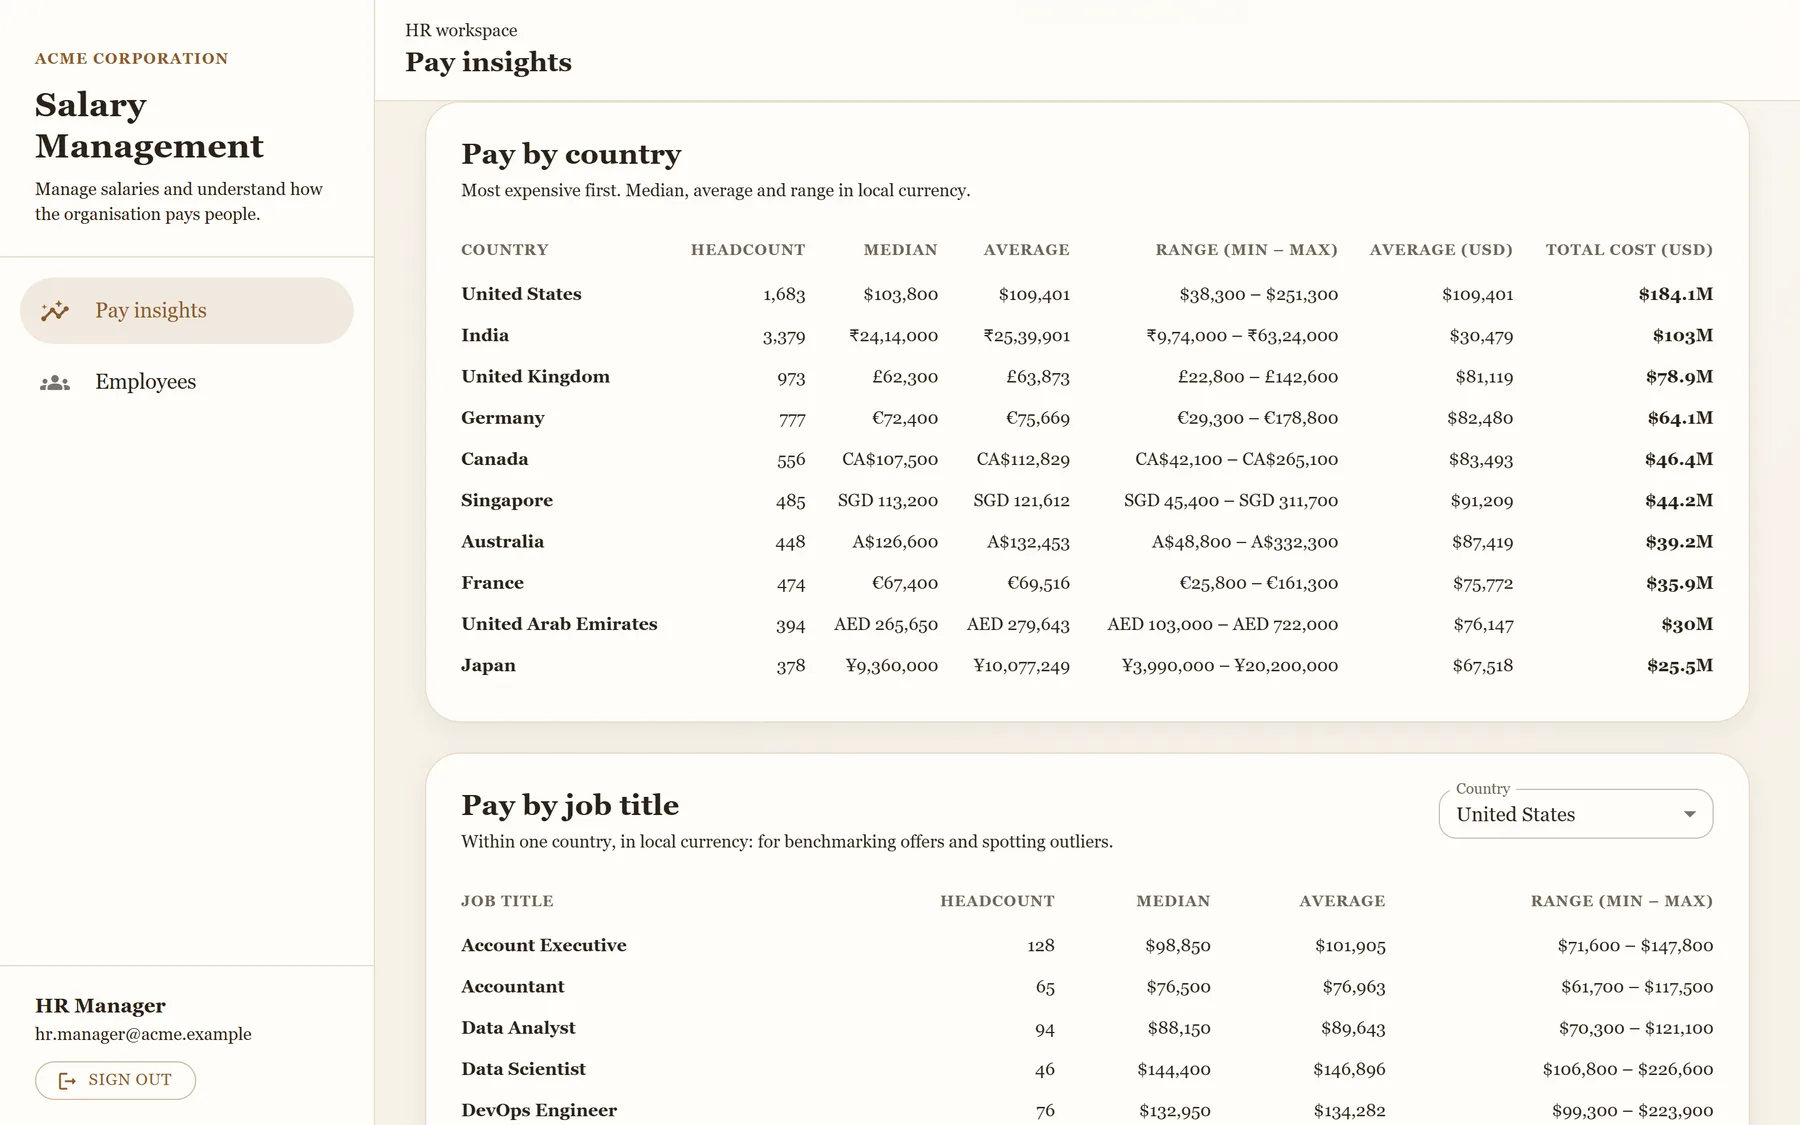 ACME CORPORATION
Salary
Management
Manage salaries and understand how
the organisation pays people.
Pay insights
Employees
HR Manager
hr.manager@acme.example
SIGN OUT
HR workspace
Pay insights
Pay by country
Most expensive first. Median, average and range in local currency.
COUNTRY HEADCOUNT MEDIAN AVERAGE RANGE (MIN – MAX) AVERAGE (USD) TOTAL COST (USD)
United States 1,683 $103,800 $109,401 $38,300 – $251,300 $109,401 $184.1M
India 3,379 ₹24,14,000 ₹25,39,901 ₹9,74,000 – ₹63,24,000 $30,479 $103M
United Kingdom 973 £62,300 £63,873 £22,800 – £142,600 $81,119 $78.9M
Germany 777 €72,400 €75,669 €29,300 – €178,800 $82,480 $64.1M
Canada 556 CA$107,500 CA$112,829 CA$42,100 – CA$265,100 $83,493 $46.4M
Singapore 485 SGD 113,200 SGD 121,612 SGD 45,400 – SGD 311,700 $91,209 $44.2M
Australia 448 A$126,600 A$132,453 A$48,800 – A$332,300 $87,419 $39.2M
France 474 €67,400 €69,516 €25,800 – €161,300 $75,772 $35.9M
United Arab Emirates 394 AED 265,650 AED 279,643 AED 103,000 – AED 722,000 $76,147 $30M
Japan 378 ¥9,360,000 ¥10,077,249 ¥3,990,000 – ¥20,200,000 $67,518 $25.5M
Pay by job title
Within one country, in local currency: for benchmarking offers and spotting outliers.
Country
United States
JOB TITLE HEADCOUNT MEDIAN AVERAGE RANGE (MIN – MAX)
Account Executive 128 $98,850 $101,905 $71,600 – $147,800
Accountant 65 $76,500 $76,963 $61,700 – $117,500
Data Analyst 94 $88,150 $89,643 $70,300 – $121,100
Data Scientist 46 $144,400 $146,896 $106,800 – $226,600
DevOps Engineer 76 $132,950 $134,282 $99,300 – $223,900